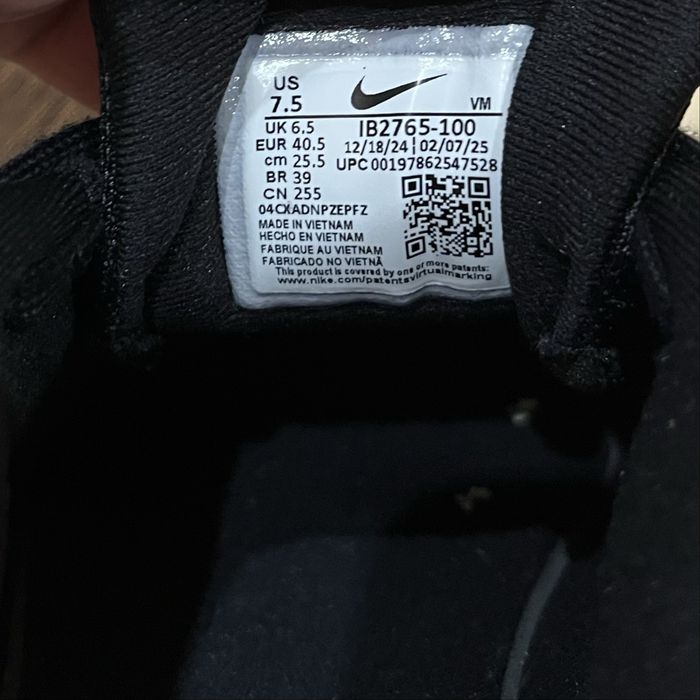 US
7.5
VM
UK 6.5
IB2765-100
EUR 40.5
12/18/24 | 02/07/25
cm 25.5
UPC 00197862547528
BR 39
CN 255
04CXADNPZEPFZ
MADE IN VIETNAM
HECHO EN VIETNAM
FABRIQUE AU VIETNAM
FABRICADO NO VIETNÃ
This product is covered by one or more patents:
www.nike.com/patentsvirtualmarking